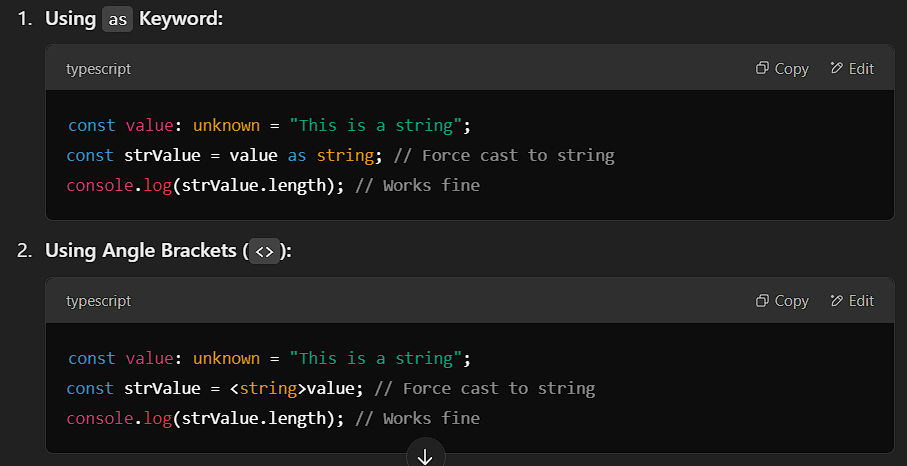 1. Using as Keyword:
typescript Copy Edit
const value: unknown = "This is a string";
const strValue = value as string; // Force cast to string
console.log(strValue.length); // Works fine
2. Using Angle Brackets (<>):
typescript Copy Edit
const value: unknown = "This is a string";
const strValue = <string>value; // Force cast to string
console.log(strValue.length); // Works fine